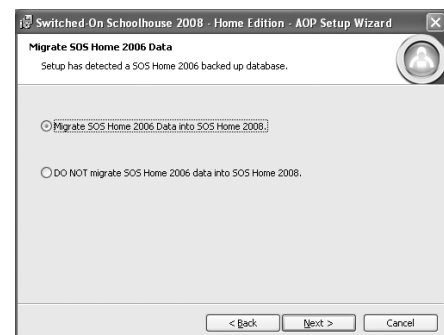 Switched-On Schoolhouse 2008 - Home Edition - AOP Setup Wizard
Migrate SOS Home 2006 Data
Setup has detected a SOS Home 2006 backed up database.
Migrate SOS Home 2006 Data into SOS Home 2008.
DO NOT migrate SOS Home 2006 data into SOS Home 2008.
< Back Next > Cancel